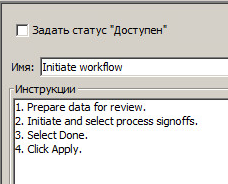 Задать статус "Доступен"
Имя: Initiate workflow
Инструкции
1. Prepare data for review.
2. Initiate and select process signoffs.
3. Select Done.
4. Click Apply.